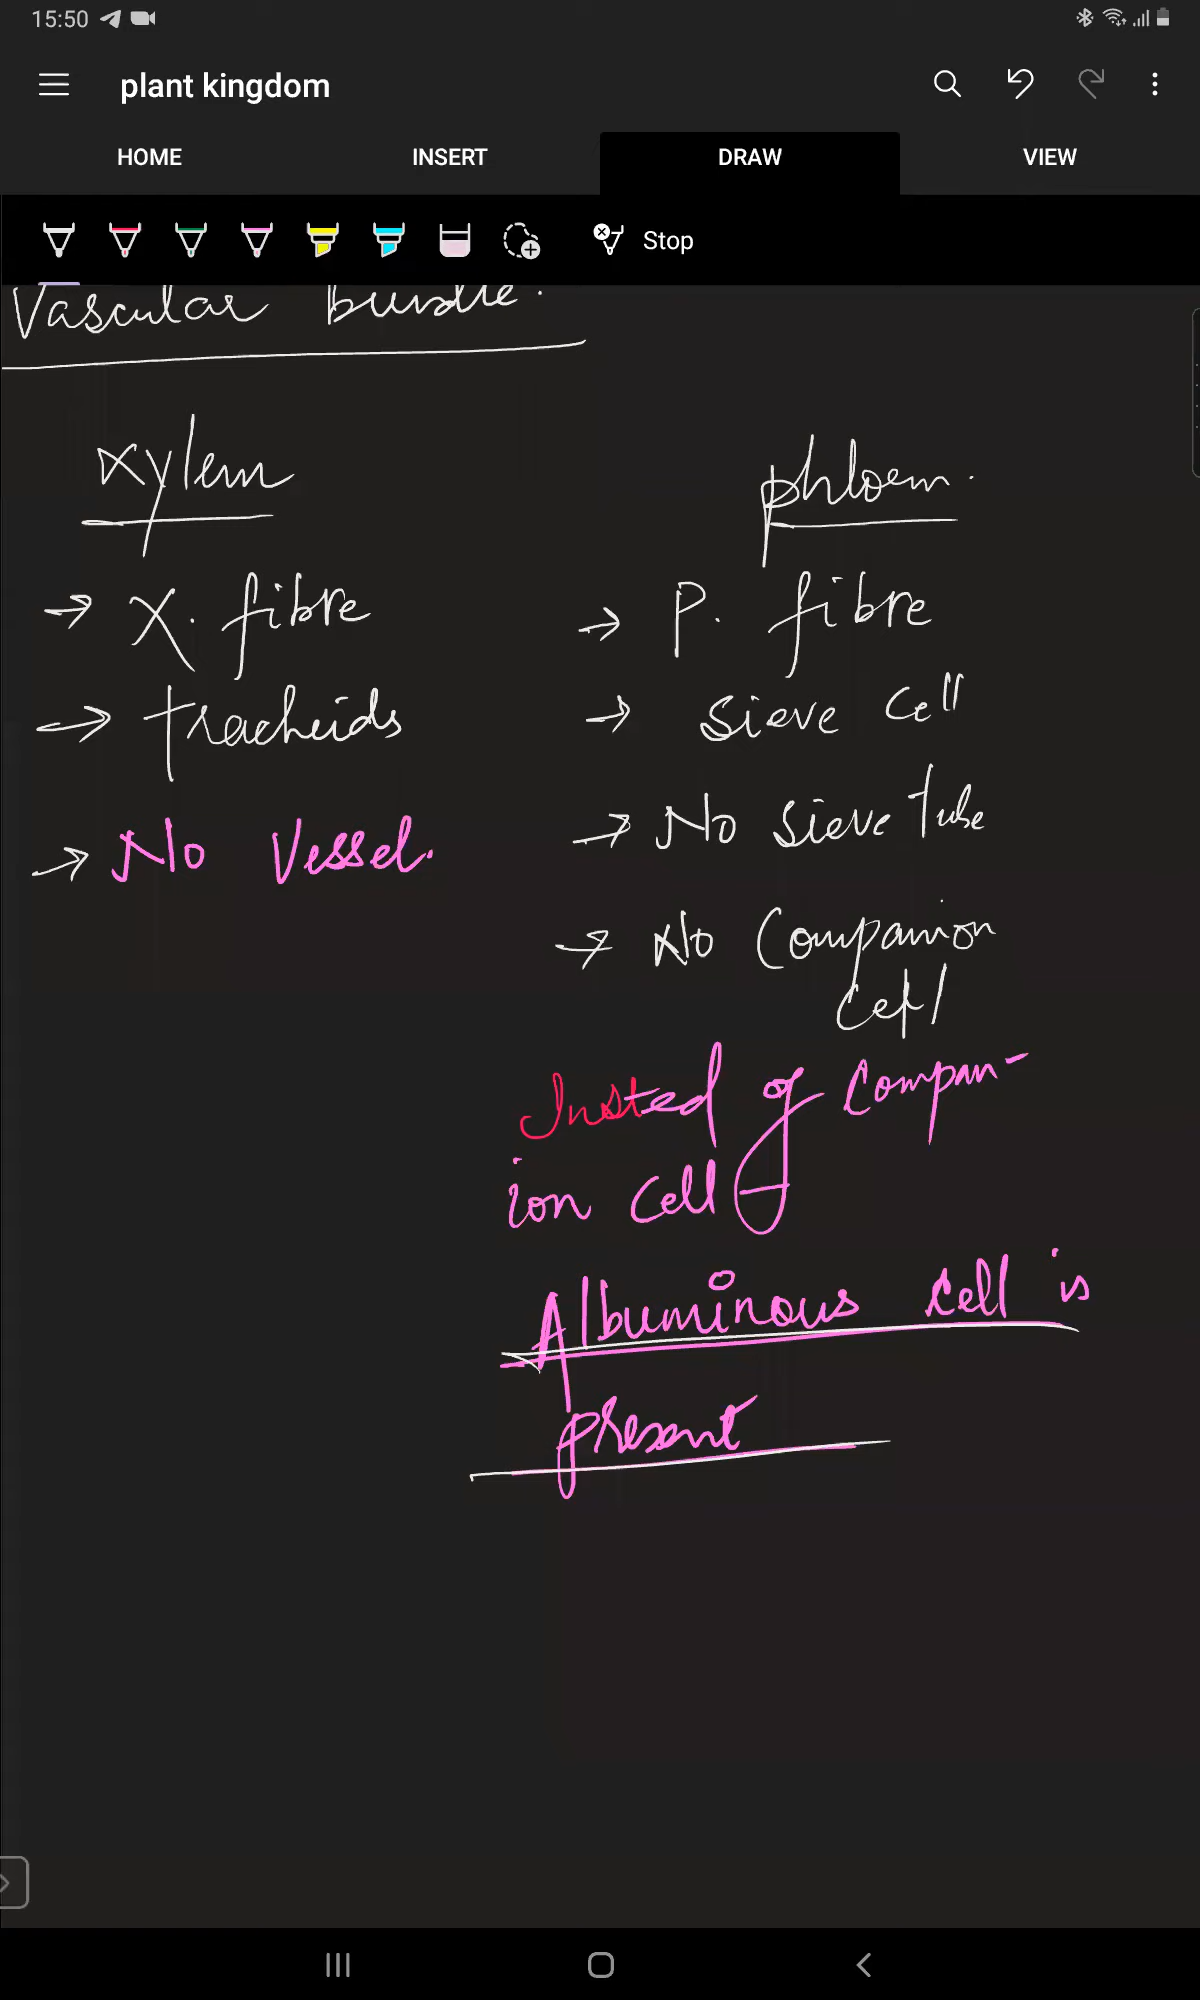 15:50
plant kingdom
HOME INSERT DRAW VIEW
Stop
Vascular bundle.
xylem
→ X. fibre
→ tracheids
→ No Vessel.
phloem.
→ P. fibre
→ Sieve Cell
→ No Sieve Tube
→ No Companion
Cell
Insted of Compan-
ion Cell
Albuminous Cell is
present